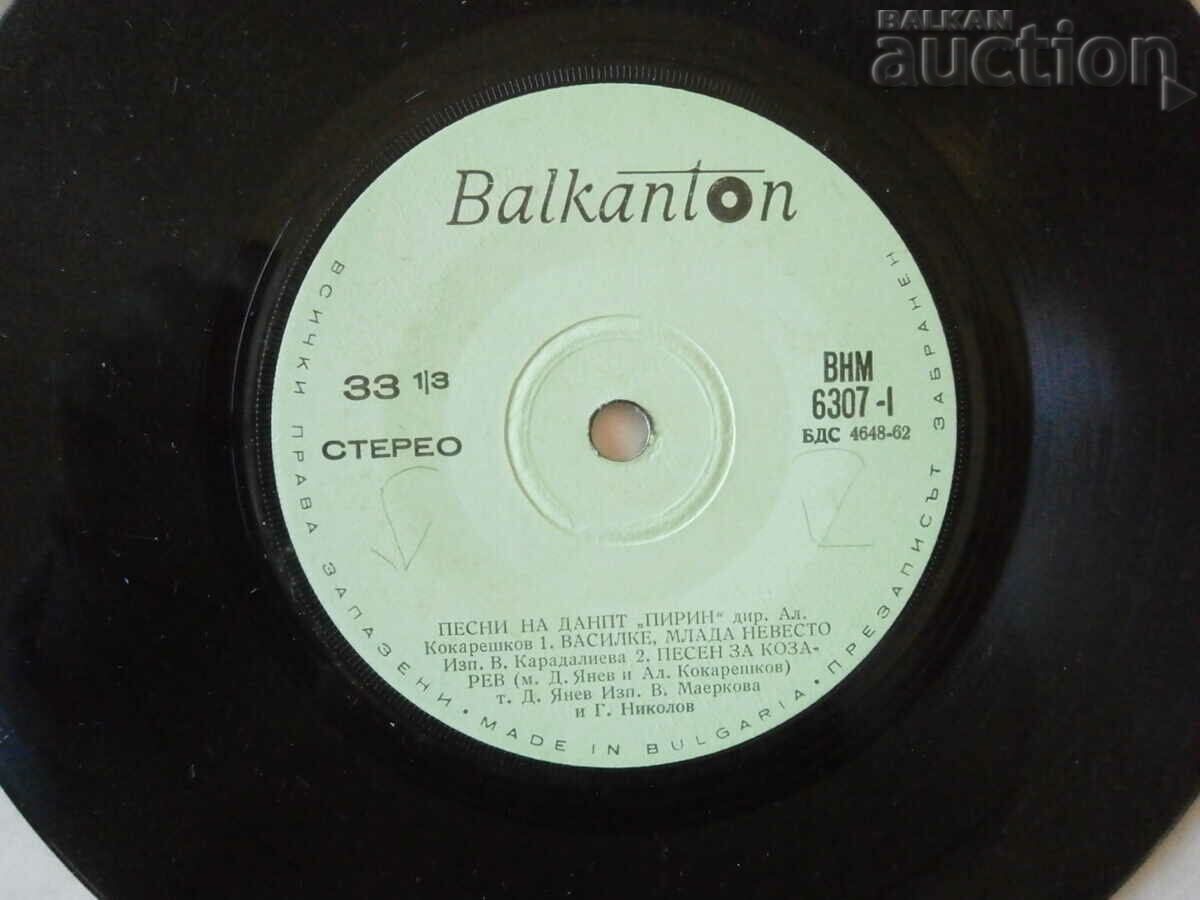 BALKAN
auction
Balkanton
33 1/3
СТЕРЕО
ВНМ
6307-I
БДС 4648-62
ПЕСНИ НА ДАНПТ „ПИРИН“ дир. Ал.
Кокарешков 1. ВАСИЛКЕ, МЛАДА НЕВЕСТО
Изп. В. Карадалиева 2. ПЕСЕН ЗА КОЗА-
РЕВ (м. Д. Янев и Ал. Кокарешков)
т. Д. Янев Изп. В. Маеркова
и Г. Николов
ВСИЧКИ ПРАВА ЗАПАЗЕНИ • MADE IN BULGARIA • ПРЕЗАПИСЪТ ЗАБРАНЕН
2